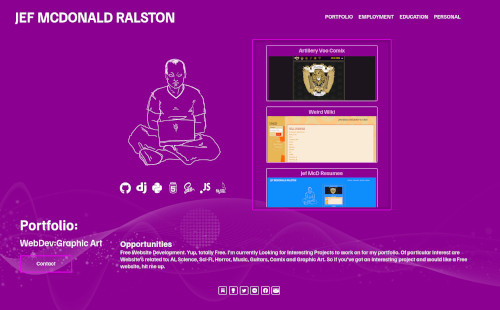 JEF MCDONALD RALSTON
PORTFOLIO EMPLOYMENT EDUCATION PERSONAL
Artillery Vox Comix
Weird Wiki
Jef McD Resumes
dj
JS
Portfolio:
WebDev:Graphic Art
Contact
Opportunities
Free Website Development. Yup, totally Free. I'm currently Looking for Interesting Projects to work on for my portfolio. Of particular interest are
Website's related to: AI, Science, Sci-Fi, Horror, Music, Guitars, Comix and Graphic Art. So if you've got an interesting project and would like a Free
website, hit me up.